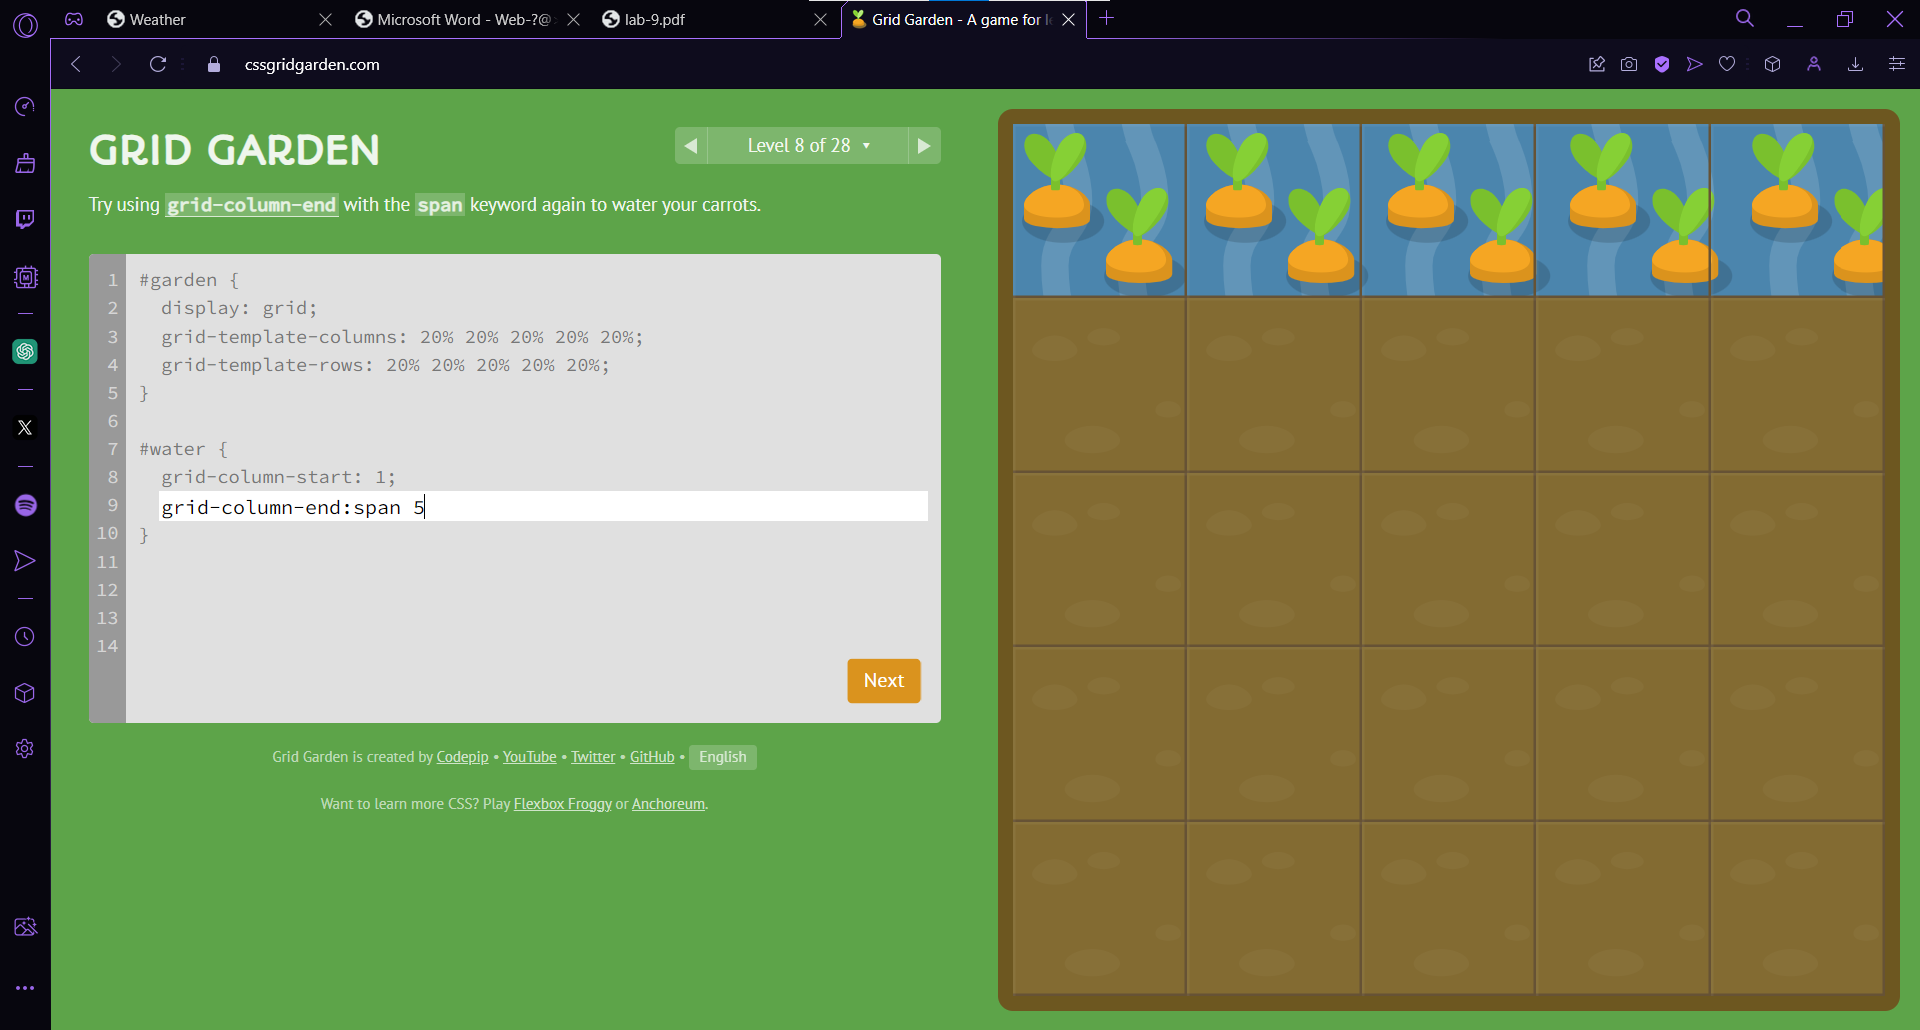 Weather
Microsoft Word - Web-?@
lab-9.pdf
Grid Garden - A game for l
cssgridgarden.com
GRID GARDEN
Level 8 of 28
Try using grid-column-end with the span keyword again to water your carrots.
1 #garden {
2 display: grid;
3 grid-template-columns: 20% 20% 20% 20% 20%;
4 grid-template-rows: 20% 20% 20% 20% 20%;
5 }
6
7 #water {
8 grid-column-start: 1;
9 grid-column-end:span 5
10 }
11
12
13
14
Next
Grid Garden is created by Codepip • YouTube • Twitter • GitHub • English
Want to learn more CSS? Play Flexbox Froggy or Anchoreum.